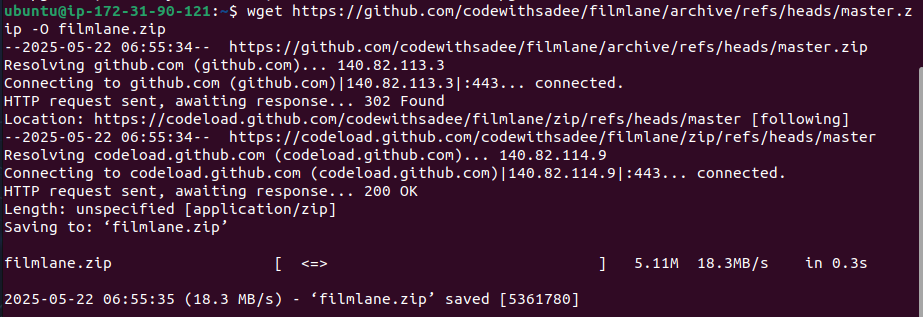 ubuntu@ip-172-31-90-121:~$ wget https://github.com/codewithsadee/filmlane/archive/refs/heads/master.z
ip -O filmlane.zip
--2025-05-22 06:55:34--  https://github.com/codewithsadee/filmlane/archive/refs/heads/master.zip
Resolving github.com (github.com)... 140.82.113.3
Connecting to github.com (github.com)|140.82.113.3|:443... connected.
HTTP request sent, awaiting response... 302 Found
Location: https://codeload.github.com/codewithsadee/filmlane/zip/refs/heads/master [following]
--2025-05-22 06:55:34--  https://codeload.github.com/codewithsadee/filmlane/zip/refs/heads/master
Resolving codeload.github.com (codeload.github.com)... 140.82.114.9
Connecting to codeload.github.com (codeload.github.com)|140.82.114.9|:443... connected.
HTTP request sent, awaiting response... 200 OK
Length: unspecified [application/zip]
Saving to: ‘filmlane.zip’
filmlane.zip                  [  <=>                              ]   5.11M  18.3MB/s    in 0.3s
2025-05-22 06:55:35 (18.3 MB/s) - ‘filmlane.zip’ saved [5361780]